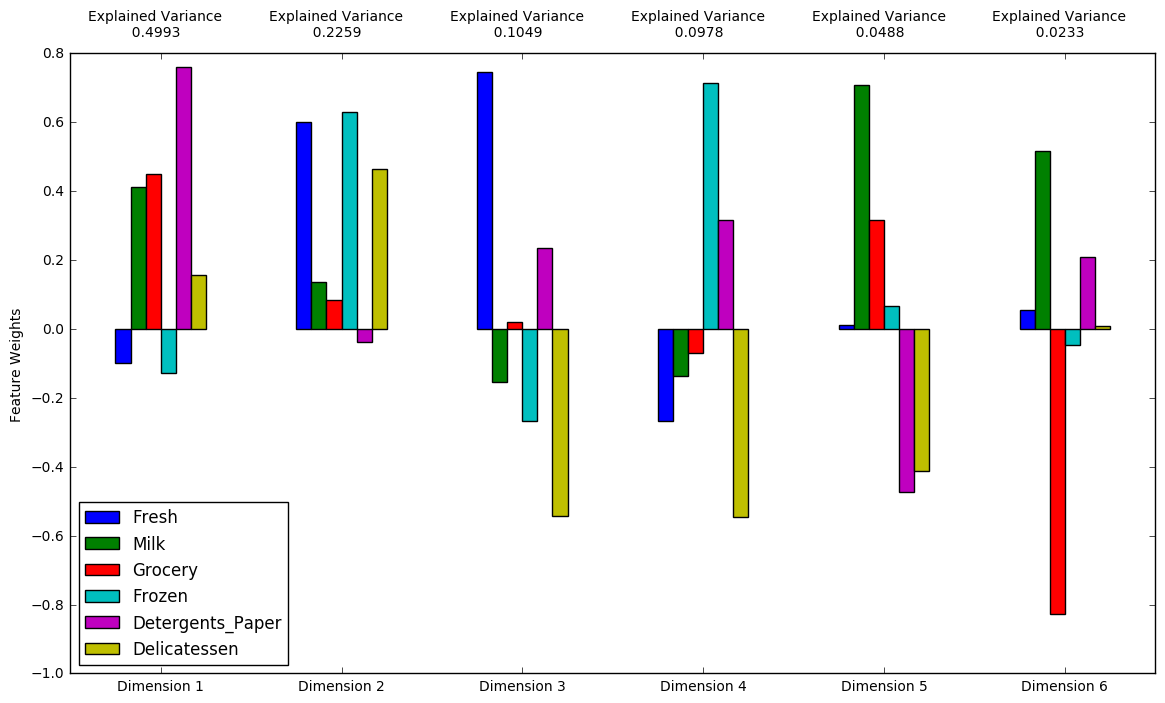 Explained Variance
0.4993
Explained Variance
0.2259
Explained Variance
0.1049
Explained Variance
0.0978
Explained Variance
0.0488
Explained Variance
0.0233
0.8
0.6
0.4
0.2
0.0
−0.2
−0.4
−0.6
−0.8
−1.0
Feature Weights
Fresh
Milk
Grocery
Frozen
Detergents_Paper
Delicatessen
Dimension 1
Dimension 2
Dimension 3
Dimension 4
Dimension 5
Dimension 6